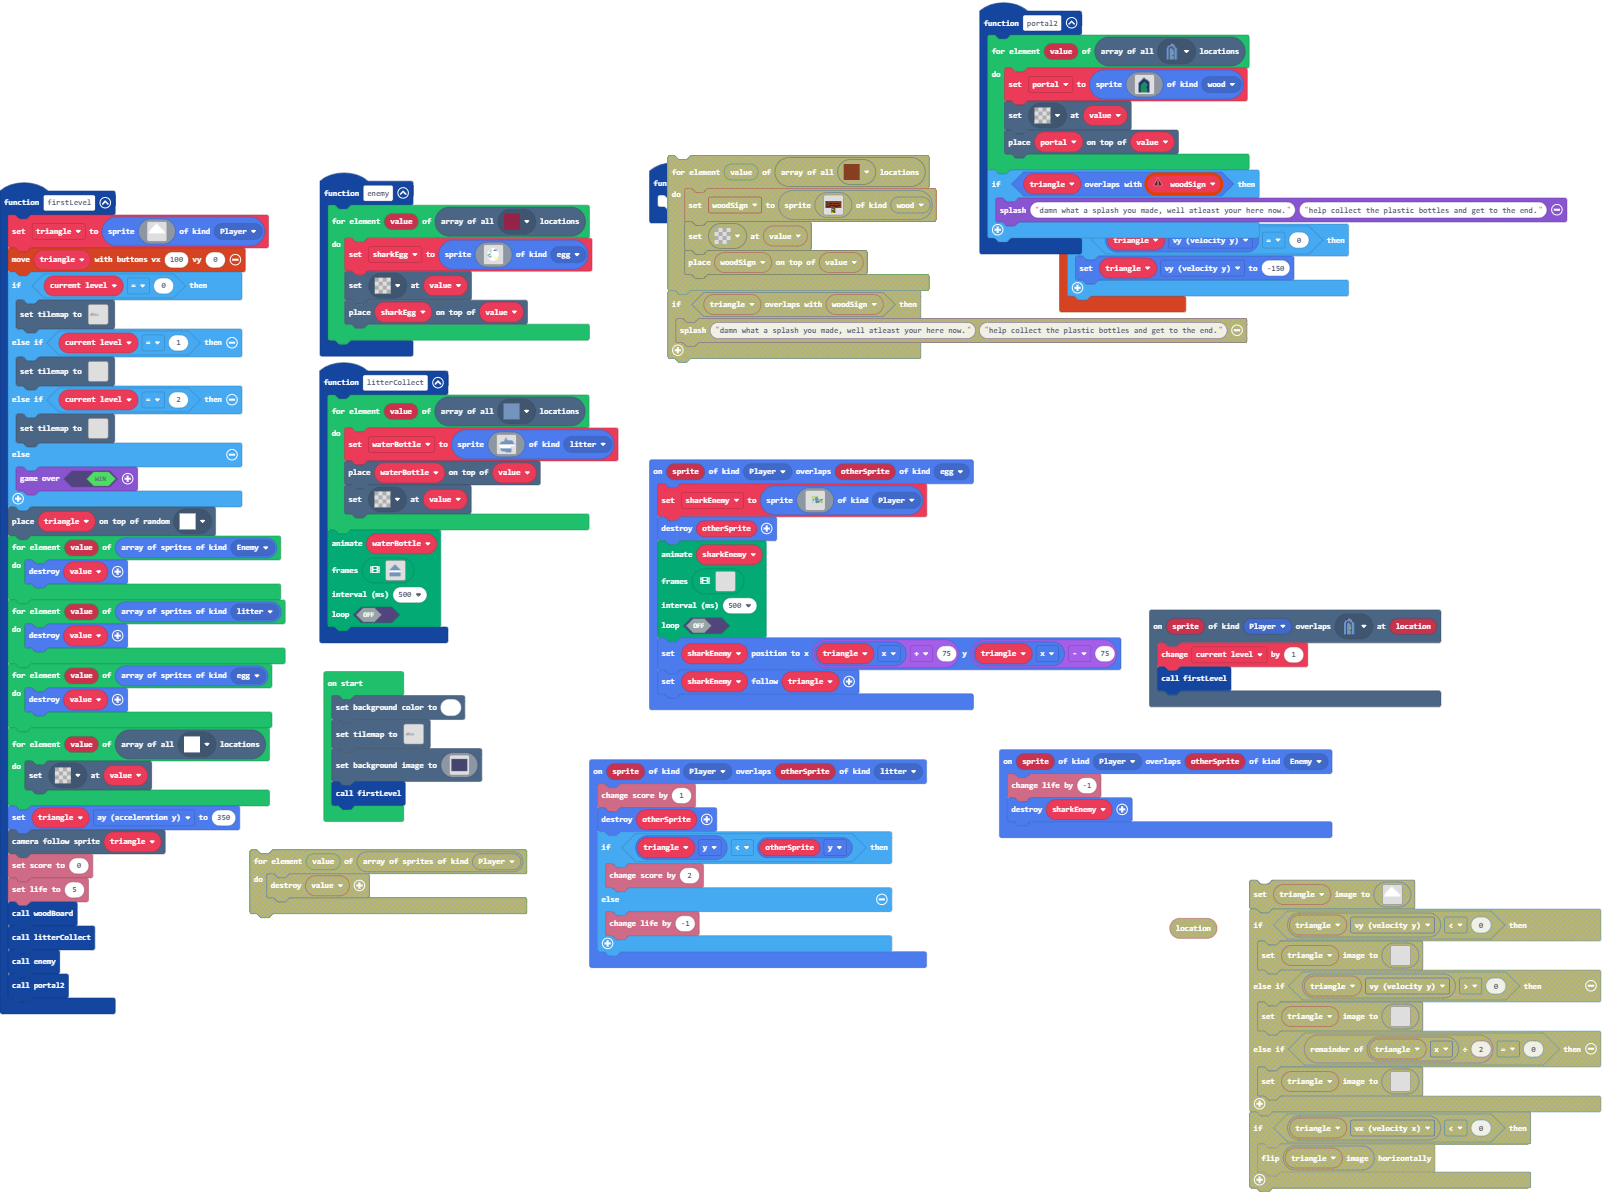 function firstLevel
set triangle to sprite of kind Player
move triangle with buttons vx 100 vy 0
if current level = 0 then
set tilemap to
else if current level = 1 then
set tilemap to
else if current level = 2 then
set tilemap to
else
game over WIN
place triangle on top of random
for element value of array of sprites of kind Enemy
do
destroy value
for element value of array of sprites of kind litter
do
destroy value
for element value of array of sprites of kind egg
do
destroy value
for element value of array of all locations
do
set at value
set triangle ay (acceleration y) to 350
camera follow sprite triangle
set score to 0
set life to 5
call woodBoard
call litterCollect
call enemy
call portal2
function enemy
for element value of array of all locations
do
set sharkEgg to sprite of kind egg
set at value
place sharkEgg on top of value
function litterCollect
for element value of array of all locations
do
set waterBottle to sprite of kind litter
place waterBottle on top of value
set at value
animate waterBottle
frames
interval (ms) 500
loop OFF
on start
set background color to
set tilemap to
set background image to
call firstLevel
for element value of array of sprites of kind Player
do
destroy value
fun
for element value of array of all locations
do
set woodSign to sprite of kind wood
set at value
place woodSign on top of value
if triangle overlaps with woodSign then
splash "damn what a splash you made, well atleast your here now." "help collect the plastic bottles and get to the end."
function portal2
for element value of array of all locations
do
set portal to sprite of kind wood
set at value
place portal on top of value
if triangle overlaps with woodSign then
splash "damn what a splash you made, well atleast your here now." "help collect the plastic bottles and get to the end."
triangle vy (velocity y) = 0 then
set triangle vy (velocity y) to -150
on sprite of kind Player overlaps otherSprite of kind egg
set sharkEnemy to sprite of kind Player
destroy otherSprite
animate sharkEnemy
frames
interval (ms) 500
loop OFF
set sharkEnemy position to x triangle x + 75 y triangle x - 75
set sharkEnemy follow triangle
on sprite of kind Player overlaps otherSprite of kind litter
change score by 1
destroy otherSprite
if triangle y < otherSprite y then
change score by 2
else
change life by -1
on sprite of kind Player overlaps at location
change current level by 1
call firstLevel
on sprite of kind Player overlaps otherSprite of kind Enemy
change life by -1
destroy sharkEnemy
location
set triangle image to
if triangle vy (velocity y) < 0 then
set triangle image to
else if triangle vy (velocity y) > 0 then
set triangle image to
else if remainder of triangle x ÷ 2 = 0 then
set triangle image to
if triangle vx (velocity x) < 0 then
flip triangle image horizontally